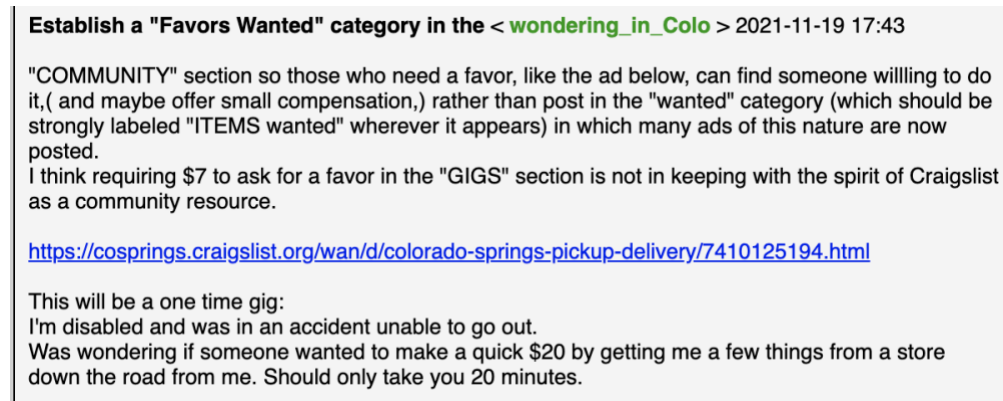 Establish a "Favors Wanted" category in the < wondering_in_Colo > 2021-11-19 17:43
"COMMUNITY" section so those who need a favor, like the ad below, can find someone willling to do
it,( and maybe offer small compensation,) rather than post in the "wanted" category (which should be
strongly labeled "ITEMS wanted" wherever it appears) in which many ads of this nature are now
posted.
I think requiring $7 to ask for a favor in the "GIGS" section is not in keeping with the spirit of Craigslist
as a community resource.
https://cosprings.craigslist.org/wan/d/colorado-springs-pickup-delivery/7410125194.html
This will be a one time gig:
I'm disabled and was in an accident unable to go out.
Was wondering if someone wanted to make a quick $20 by getting me a few things from a store
down the road from me. Should only take you 20 minutes.